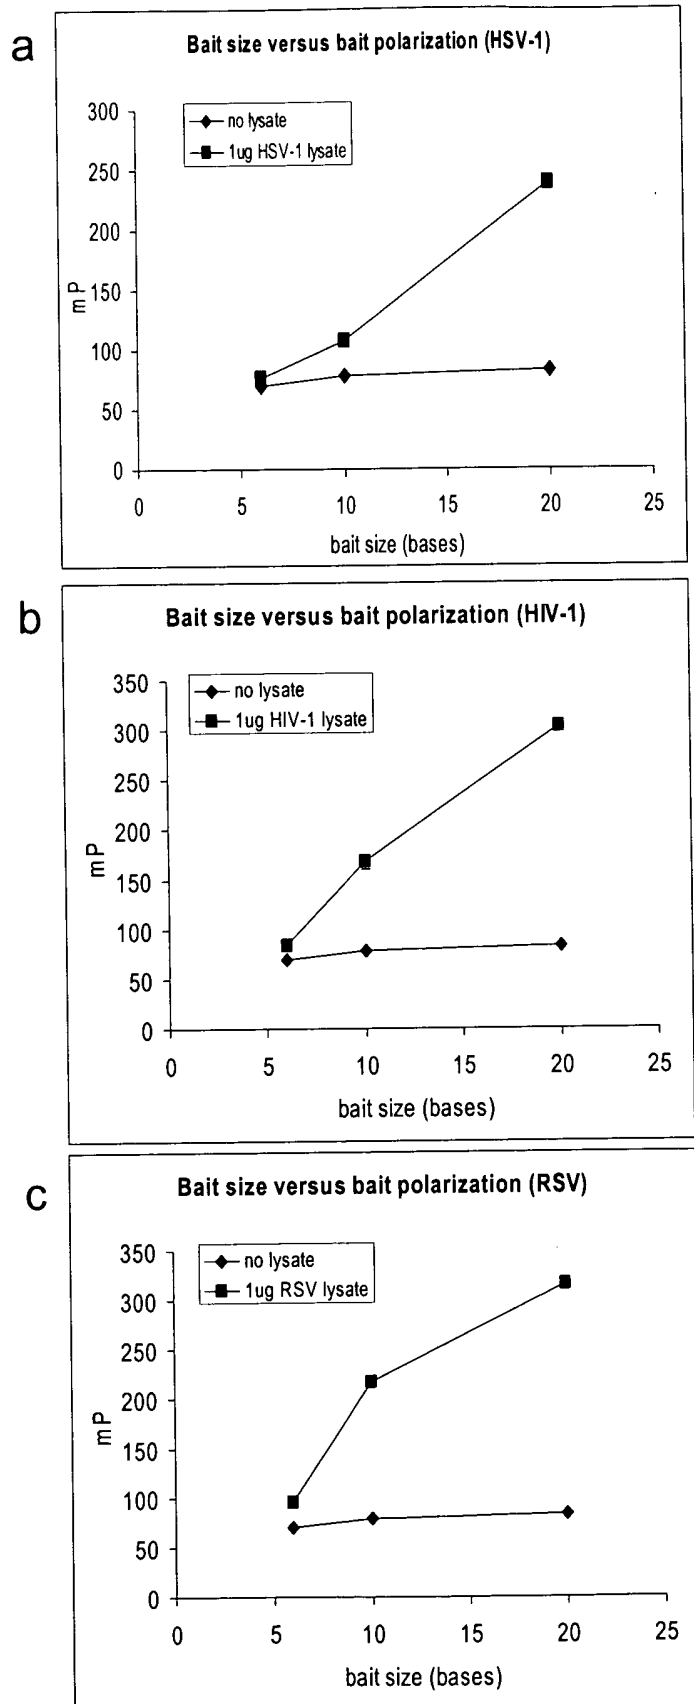 a
Bait size versus bait polarization (HSV-1)
no lysate
1ug HSV-1 lysate
300
250
200
150
100
50
0
mP
0 5 10 15 20 25
bait size (bases)
b
Bait size versus bait polarization (HIV-1)
no lysate
1ug HIV-1 lysate
350
300
250
200
150
100
50
0
mP
0 5 10 15 20 25
bait size (bases)
c
Bait size versus bait polarization (RSV)
no lysate
1ug RSV lysate
350
300
250
200
150
100
50
0
mP
0 5 10 15 20 25
bait size (bases)